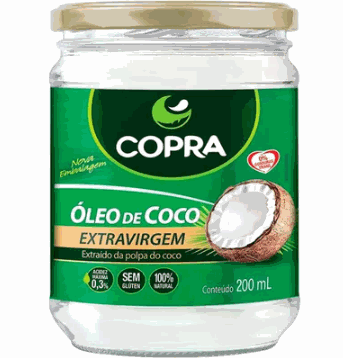 COPRA
Nova
Embalagem
0%
ÓLEO DE COCO
EXTRAVIRGEM
Extraído da polpa do coco
ACIDEZ
MÁXIMA
0,3%
SEM
GLÚTEN
100%
NATURAL
Conteúdo 200 mL